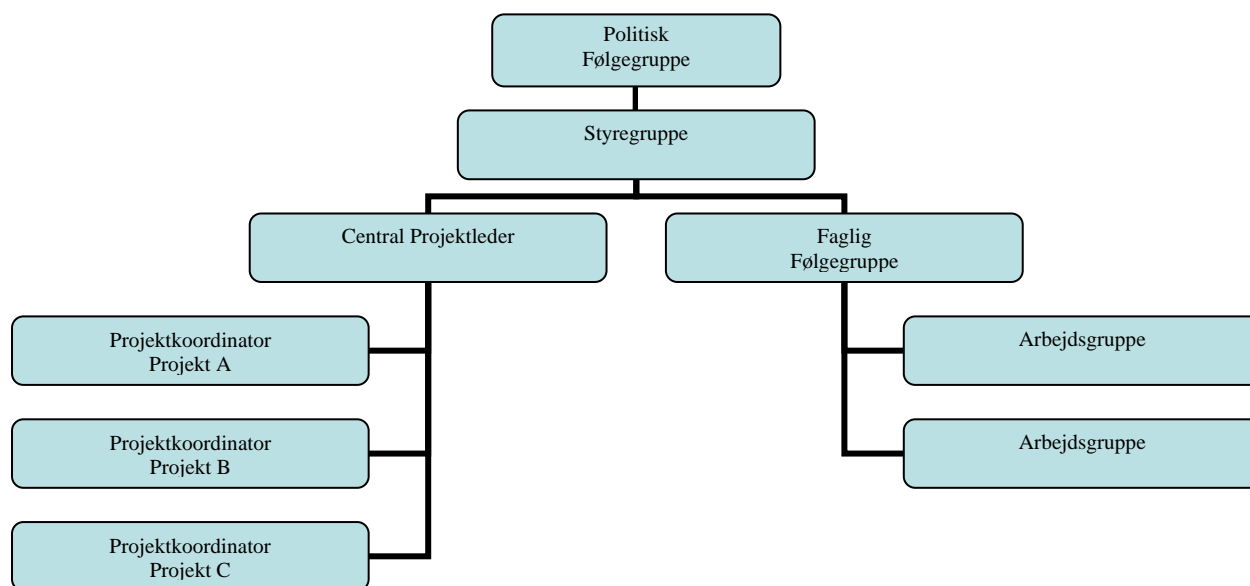 Politisk
Følgegruppe
Styregruppe
Central Projektleder
Faglig
Følgegruppe
Projektkoordinator
Projekt A
Arbejdsgruppe
Projektkoordinator
Projekt B
Arbejdsgruppe
Projektkoordinator
Projekt C